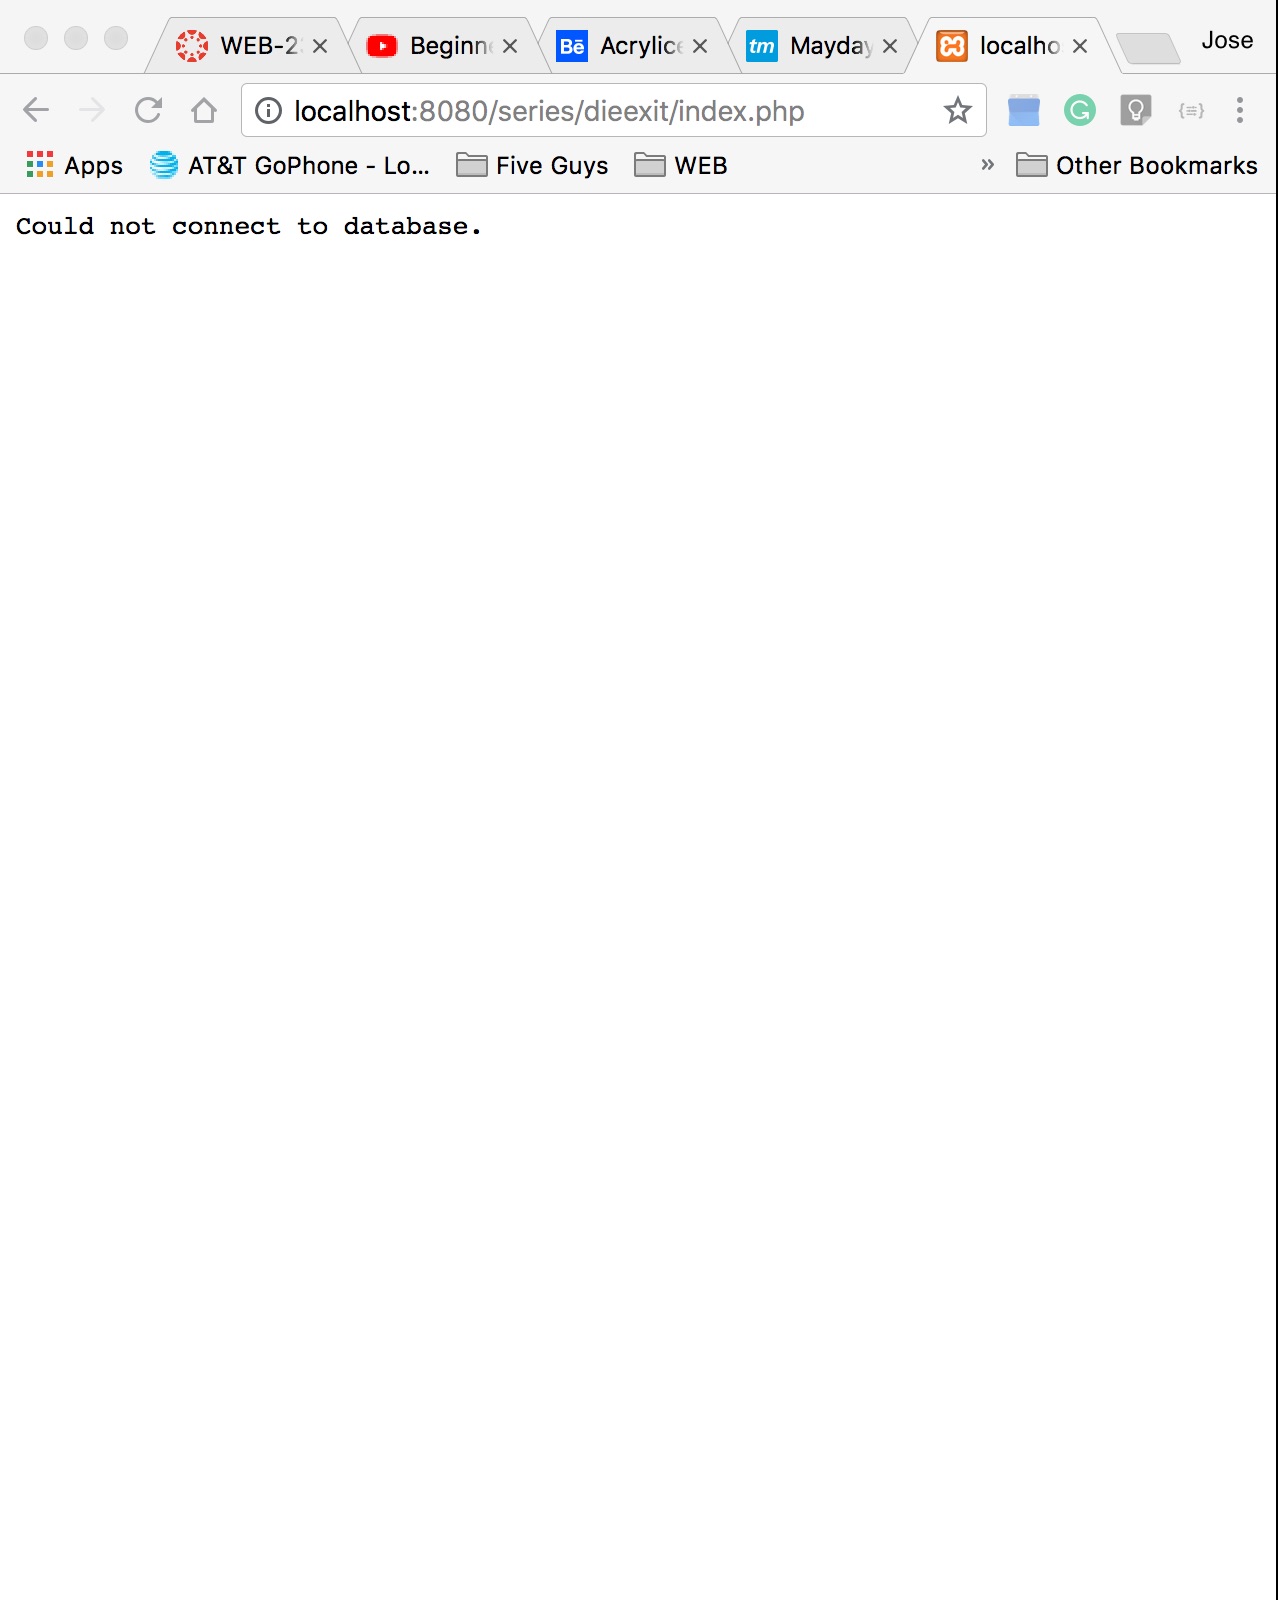 WEB-2
Beginn
Bē Acrylic
tm Mayday
localho
Jose
localhost:8080/series/dieexit/index.php
Apps
AT&T GoPhone - Lo...
Five Guys
WEB
»
Other Bookmarks
Could not connect to database.